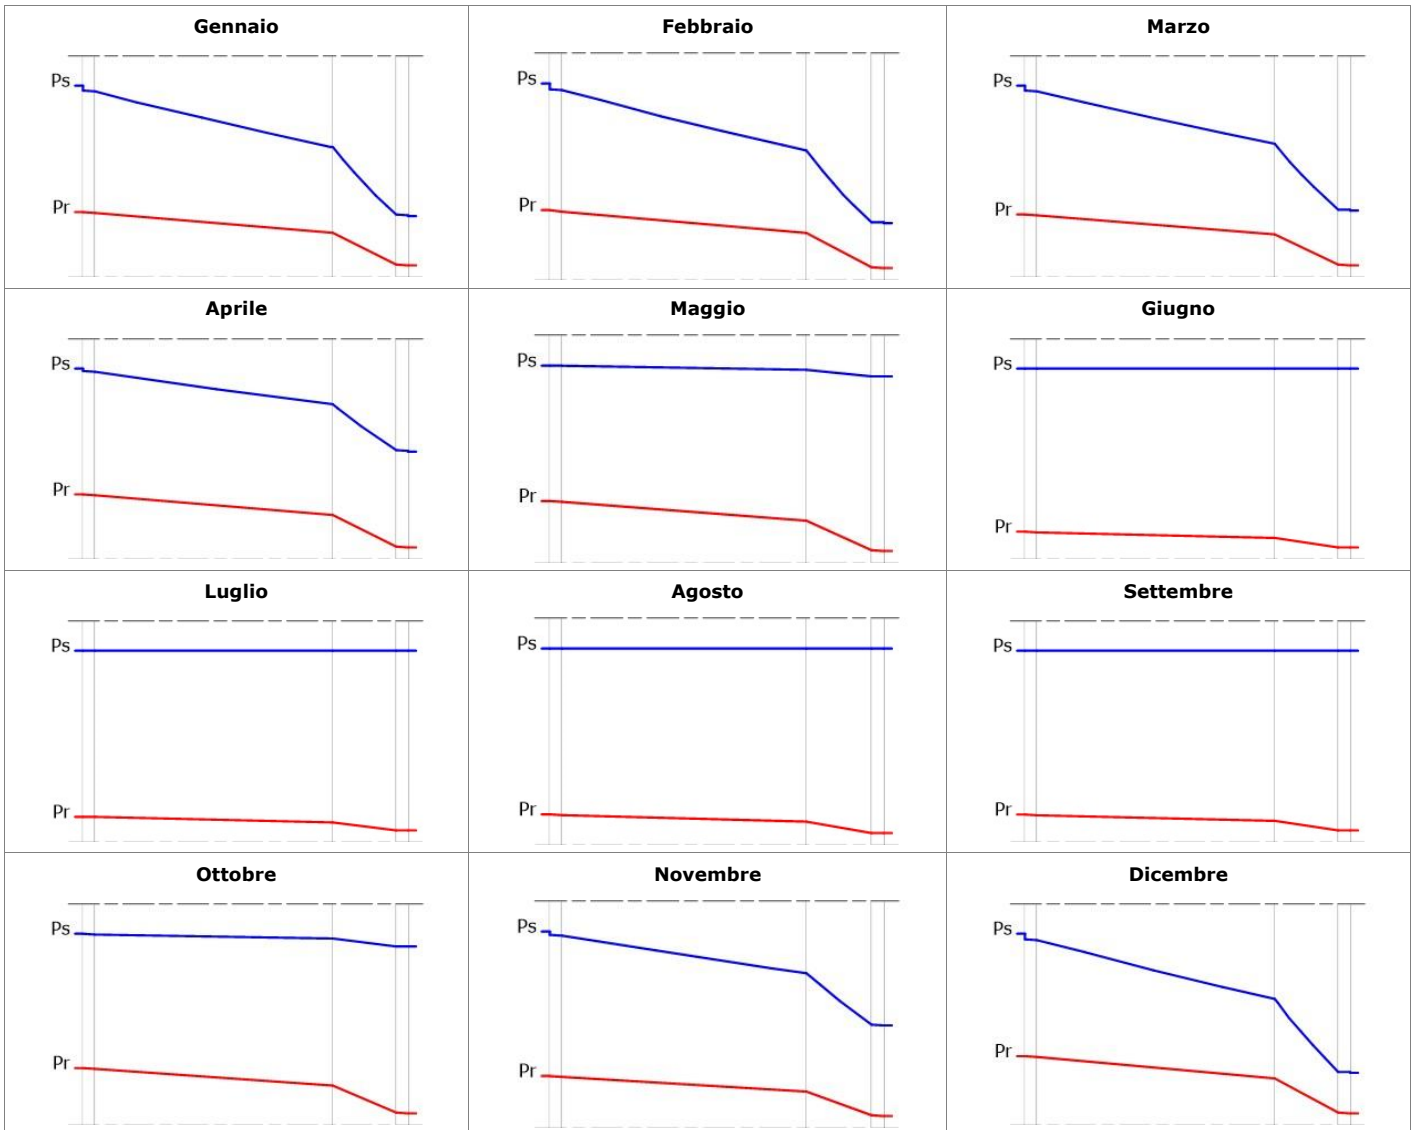 Gennaio
Febbraio
Marzo
Ps
Pr
Ps
Pr
Ps
Pr
Aprile
Maggio
Giugno
Ps
Pr
Ps
Pr
Ps
Pr
Luglio
Agosto
Settembre
Ps
Pr
Ps
Pr
Ps
Pr
Ottobre
Novembre
Dicembre
Ps
Pr
Ps
Pr
Ps
Pr